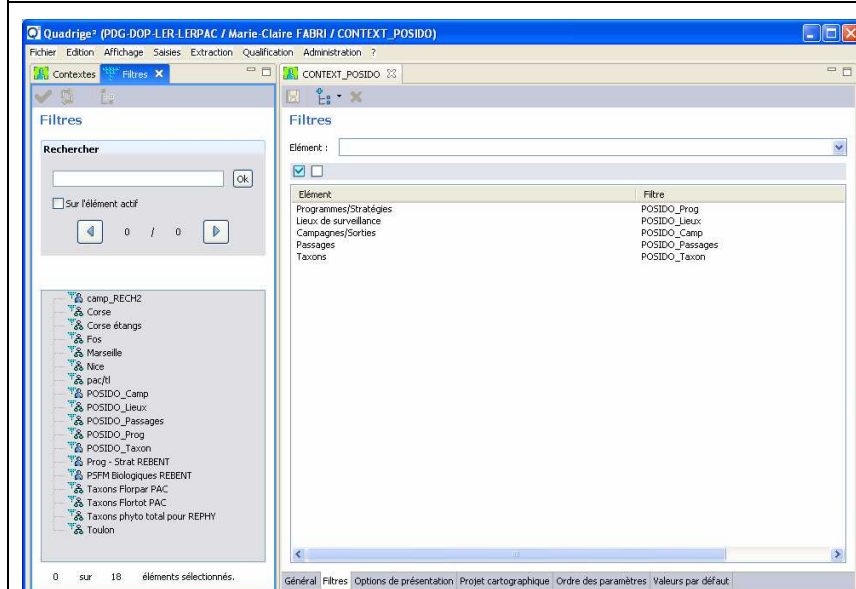 Quadrige² (PDG-DOP-LER-LERPAC / Marie-Claire FABRI / CONTEXT_POSIDO)
Fichier Edition Affichage Saisies Extraction Qualification Administration ?
Contextes Filtres
CONTEXT_POSIDO
Filtres
Rechercher
Ok
Sur l'élément actif
0 / 0
camp_RECH2
Corse
Corse étangs
Fos
Marseille
Nice
pac/tl
POSIDO_Camp
POSIDO_Lieux
POSIDO_Passages
POSIDO_Prog
POSIDO_Taxon
Prog - Strat REBENT
PSFM Biologiques REBENT
Taxons Florpar PAC
Taxons Flortot PAC
Taxons phyto total pour REPHY
Toulon
0 sur 18 éléments sélectionnés.
Filtres
Elément :
Elément Filtre
Programmes/Stratégies POSIDO_Prog
Lieux de surveillance POSIDO_Lieux
Campagnes/Sorties POSIDO_Camp
Passages POSIDO_Passages
Taxons POSIDO_Taxon
Général Filtres Options de présentation Projet cartographique Ordre des paramètres Valeurs par défaut